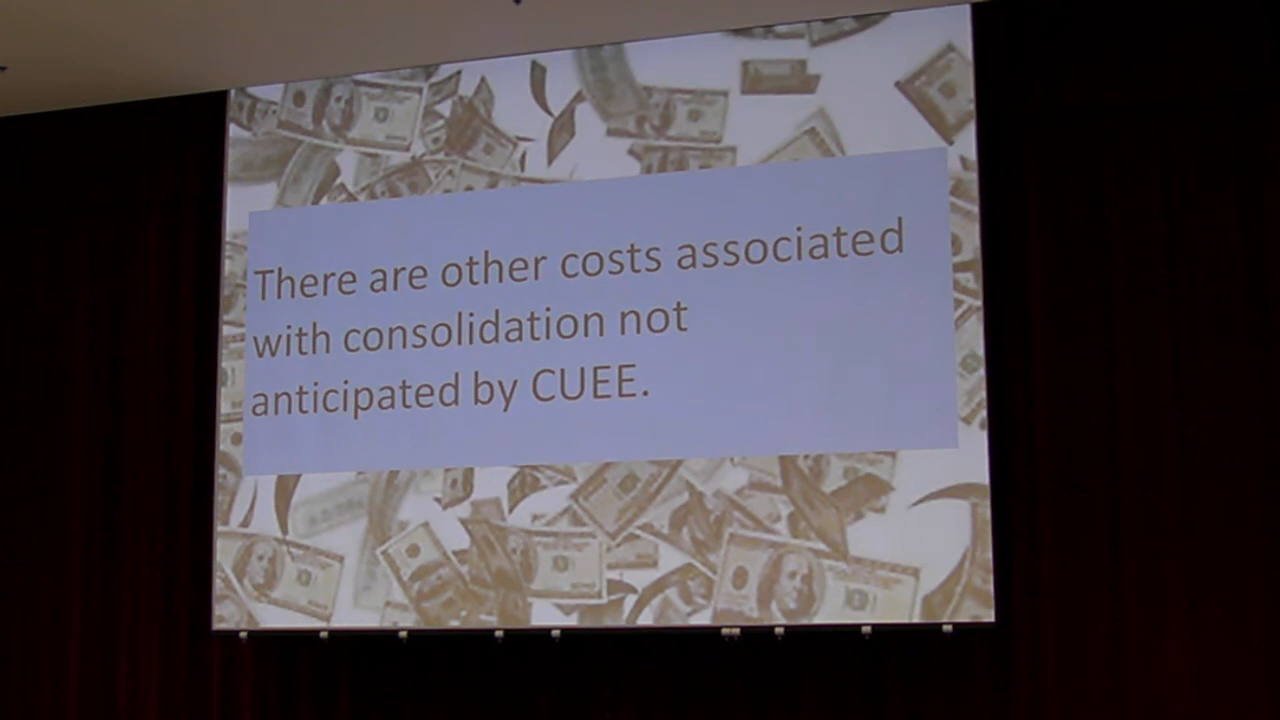 There are other costs associated
with consolidation not
anticipated by CUEE.